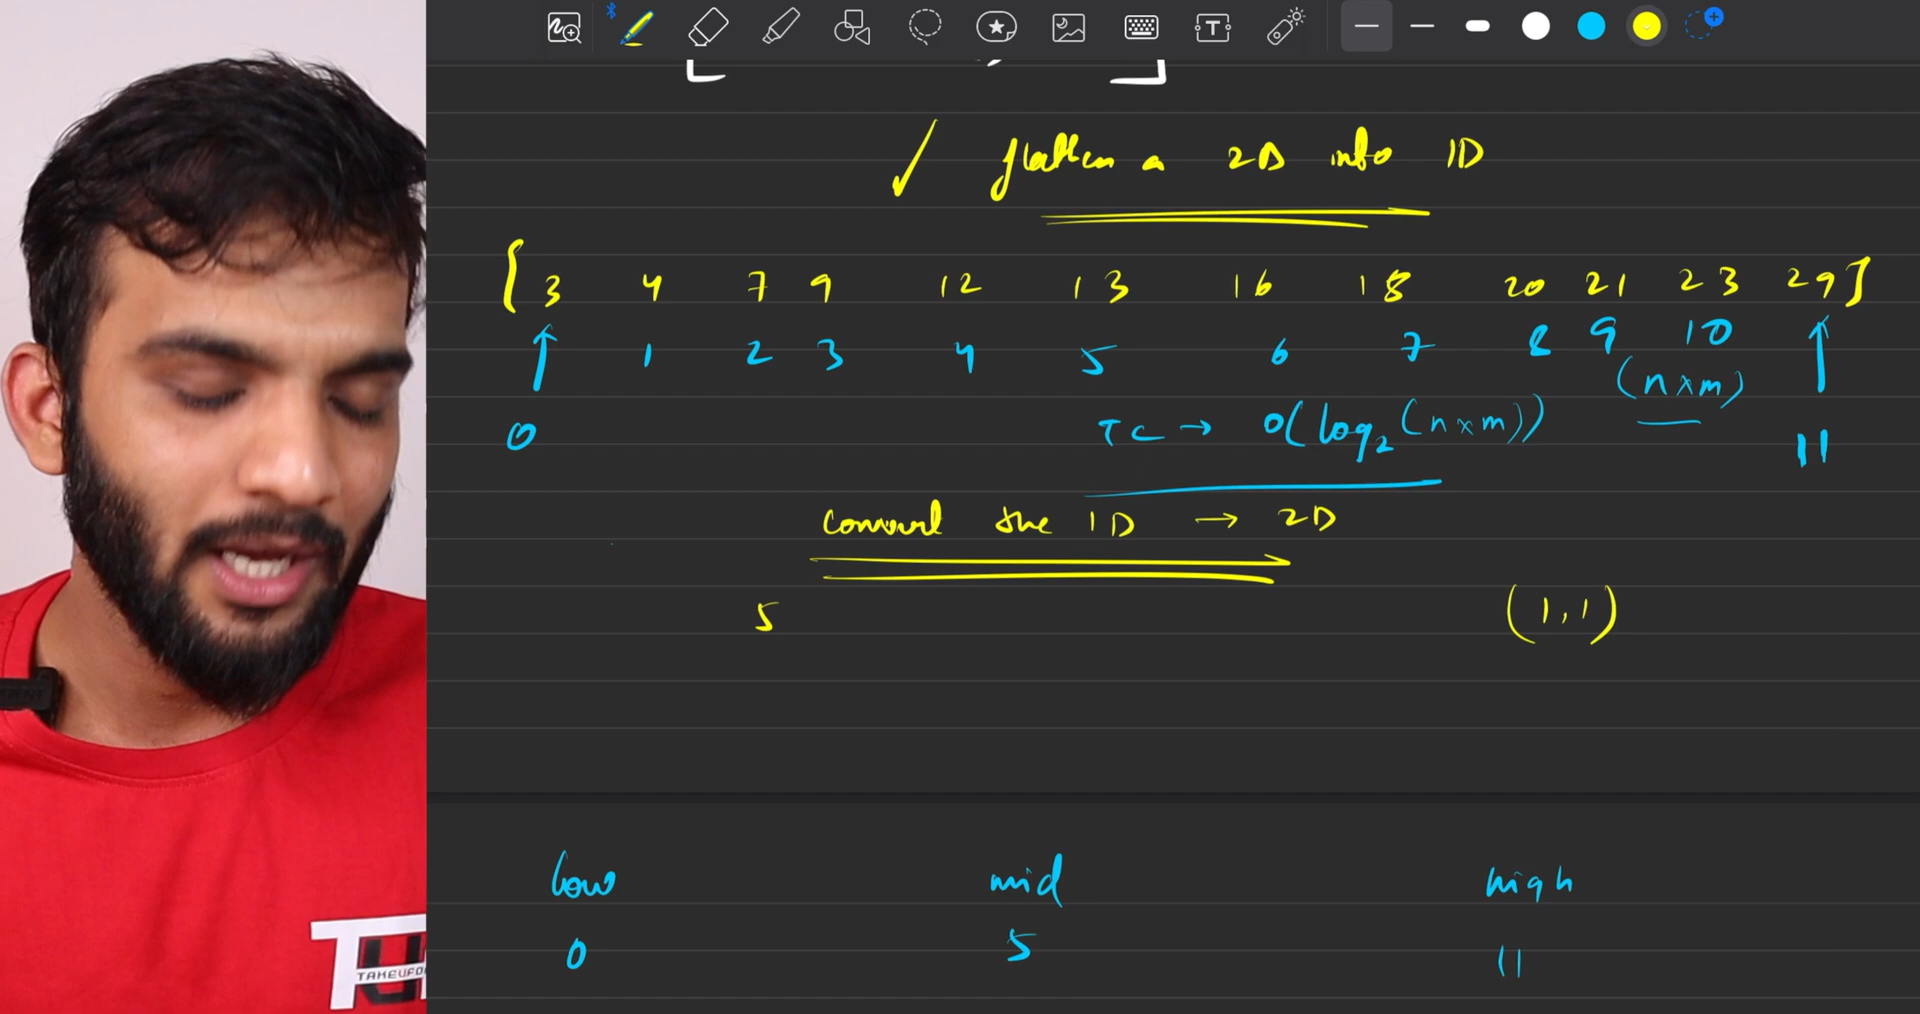 flatten a 2D into 1D
[3 4 7 9 12 13 16 18 20 21 23 29]
0 1 2 3 4 5 6 7 8 9 10 11
(n x m)
TC → O(log₂(n x m))
convert the 1D → 2D
5 (1,1)
low mid high
0 5 11
TAKEUFO